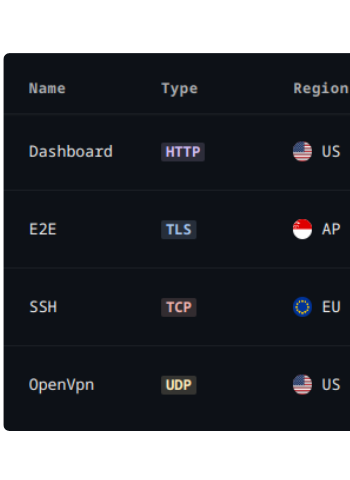 Name Type Region
Dashboard HTTP US
E2E TLS AP
SSH TCP EU
OpenVpn UDP US